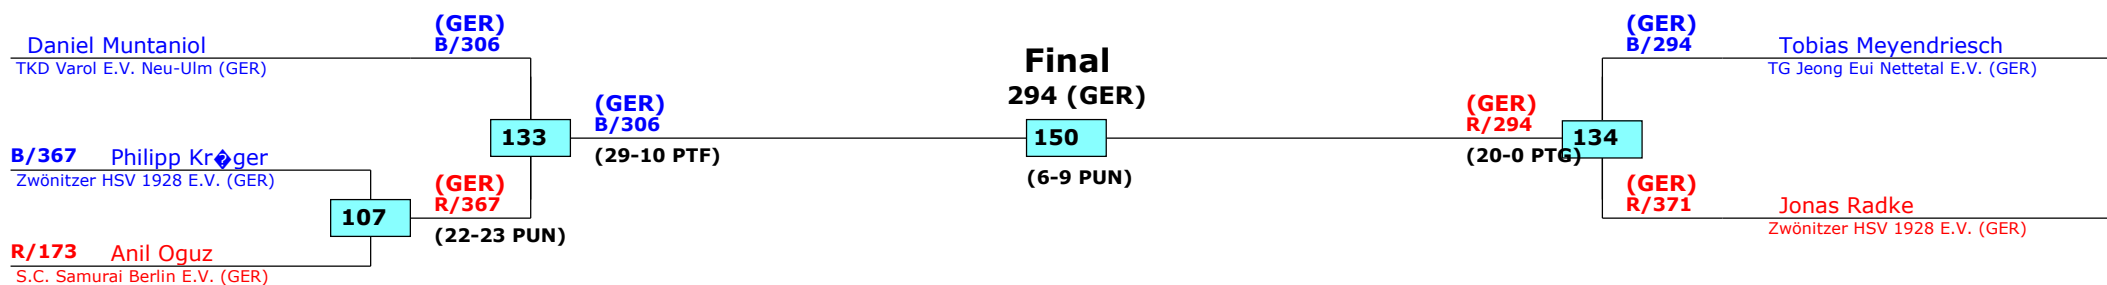 (GER)
B/306
Daniel Muntaniol
TKD Varol E.V. Neu-Ulm (GER)
B/367 Philipp Kr�ger
Zwönitzer HSV 1928 E.V. (GER)
R/173 Anil Oguz
S.C. Samurai Berlin E.V. (GER)
107
(GER)
R/367
(22-23 PUN)
133
(GER)
B/306
(29-10 PTF)
Final
294 (GER)
150
(6-9 PUN)
(GER)
R/294
(20-0 PTG)
134
(GER)
B/294
Tobias Meyendriesch
TG Jeong Eui Nettetal E.V. (GER)
(GER)
R/371
Jonas Radke
Zwönitzer HSV 1928 E.V. (GER)